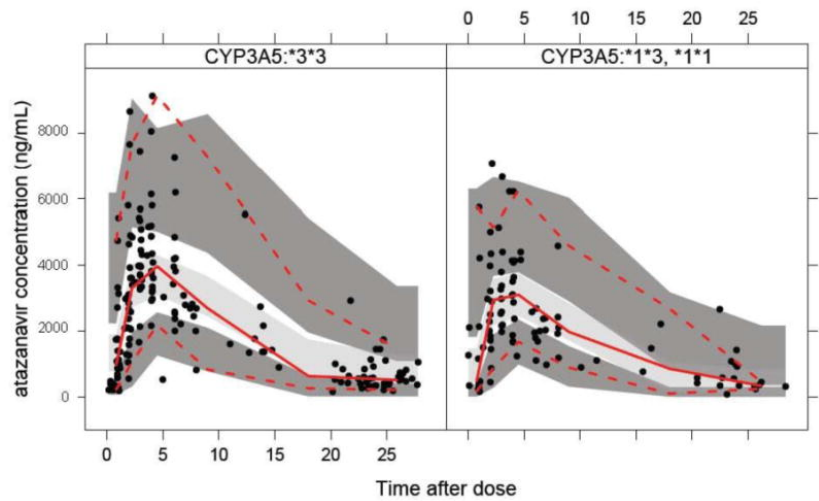 0 5 10 15 20 25
CYP3A5:*3*3 CYP3A5:*1*3, *1*1
atazanavir concentration (ng/mL)
8000
6000
4000
2000
0
0 5 10 15 20 25
Time after dose